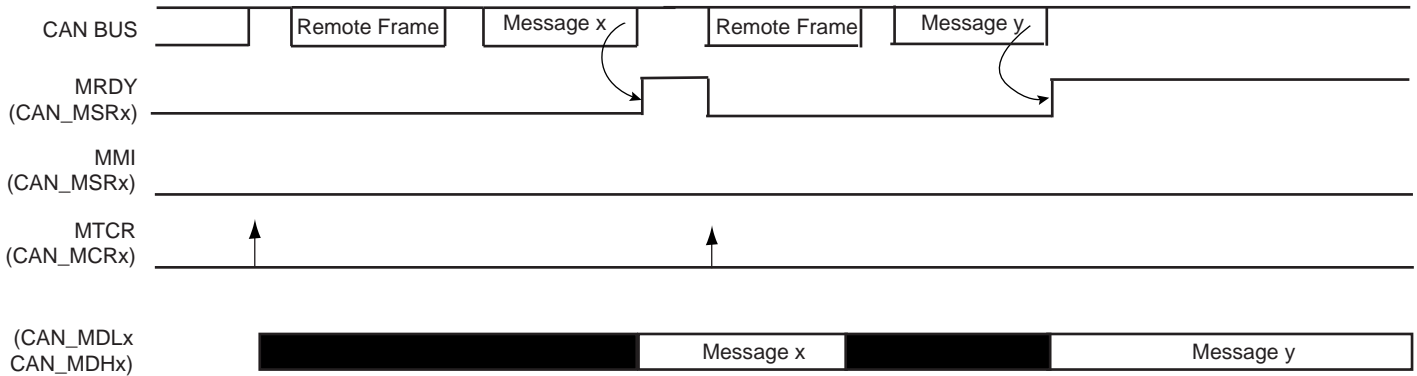 CAN BUS
Remote Frame
Message x
Remote Frame
Message y
MRDY
(CAN_MSRx)
MMI
(CAN_MSRx)
MTCR
(CAN_MCRx)
(CAN_MDLx
CAN_MDHx)
Message x
Message y